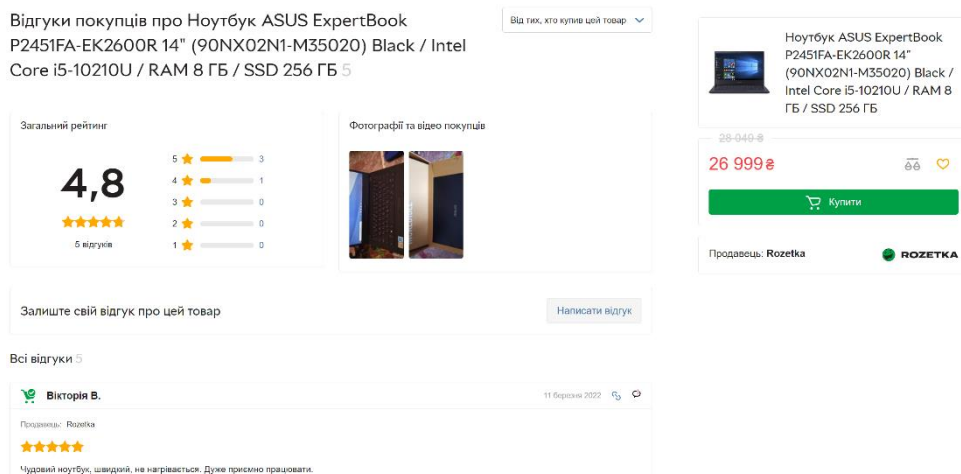 Відгуки покупців про Ноутбук ASUS ExpertBook
P2451FA-EK2600R 14" (90NX02N1-M35020) Black / Intel
Core i5-10210U / RAM 8 ГБ / SSD 256 ГБ 5
Від тих, хто купив цей товар
Загальний рейтинг
4,8
5 відгуків
5 3
4 1
3 0
2 0
1 0
Фотографії та відео покупців
Залиште свій відгук про цей товар
Написати відгук
Всі відгуки 5
Вікторія В.
11 березня 2022
Продавець: Rozetka
Чудовий ноутбук, швидкий, не нагрівається. Дуже приємно працювати.
Ноутбук ASUS ExpertBook
P2451FA-EK2600R 14"
(90NX02N1-M35020) Black /
Intel Core i5-10210U / RAM 8
ГБ / SSD 256 ГБ
28 049 ₴
26 999 ₴
Купити
Продавець: Rozetka
ROZETKA